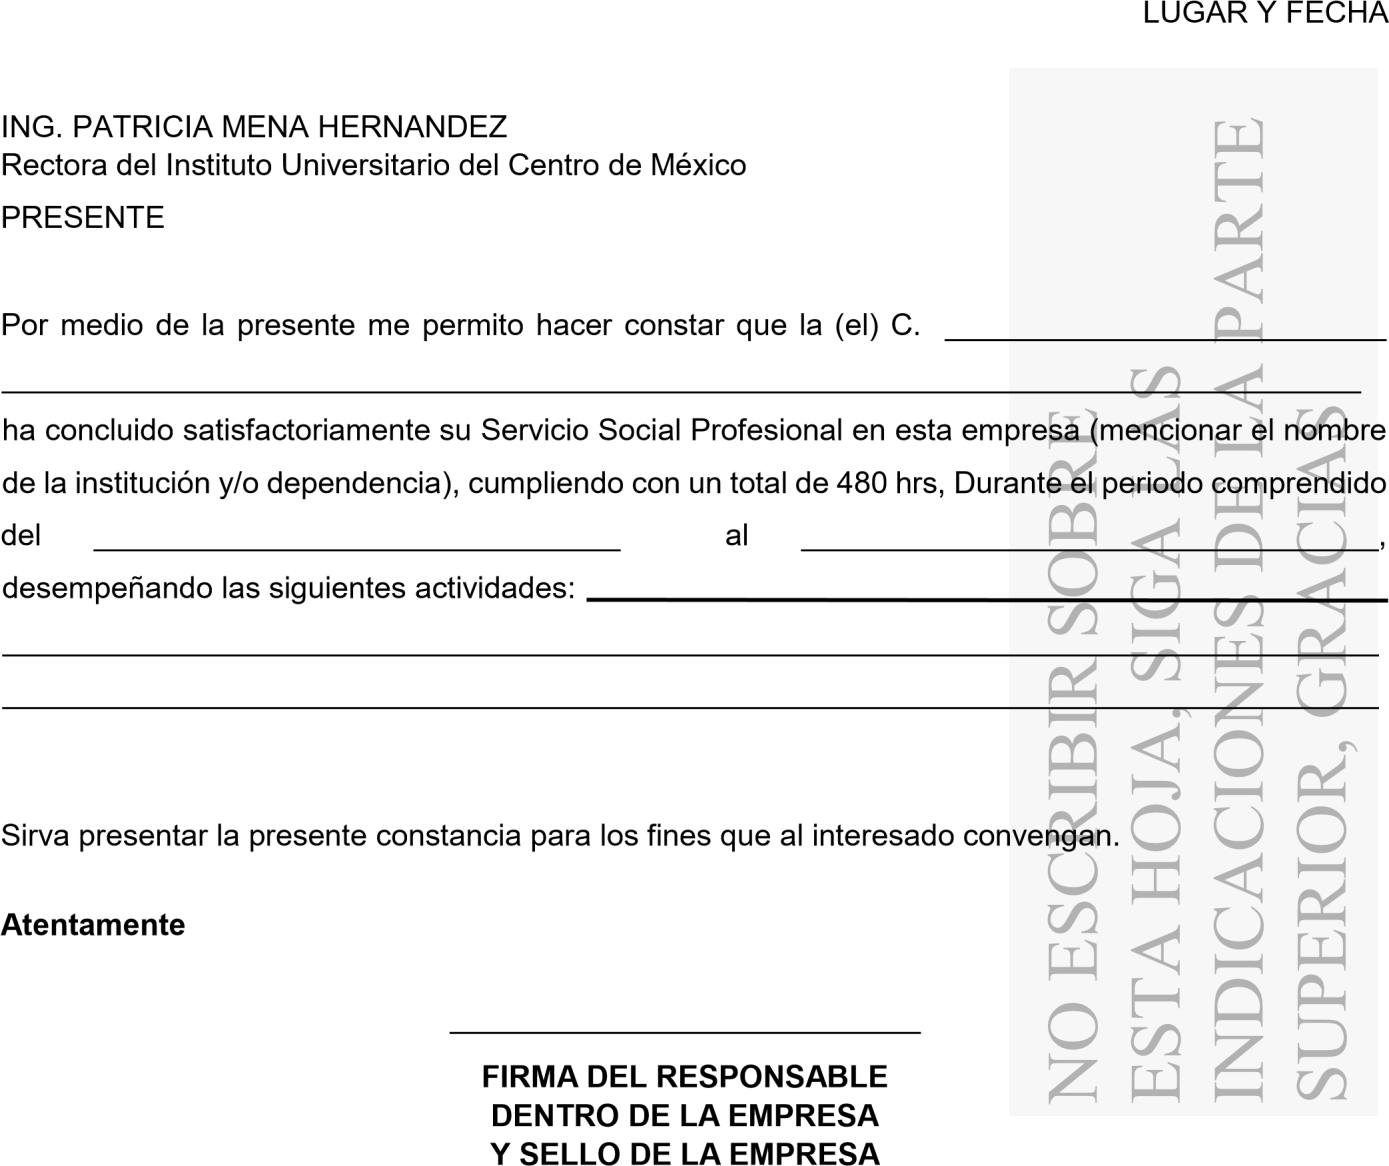 LUGAR Y FECHA
ING. PATRICIA MENA HERNANDEZ
Rectora del Instituto Universitario del Centro de México
PRESENTE
Por medio de la presente me permito hacer constar que la (el) C.
ha concluido satisfactoriamente su Servicio Social Profesional en esta empresa (mencionar el nombre
de la institución y/o dependencia), cumpliendo con un total de 480 hrs, Durante el periodo comprendido
del al ,
desempeñando las siguientes actividades:
Sirva presentar la presente constancia para los fines que al interesado convengan.
Atentamente
FIRMA DEL RESPONSABLE
DENTRO DE LA EMPRESA
Y SELLO DE LA EMPRESA
NO ESCRIBIR SOBRE
ESTA HOJA, SIGA LAS
INDICACIONES DE LA PARTE
SUPERIOR, GRACIAS